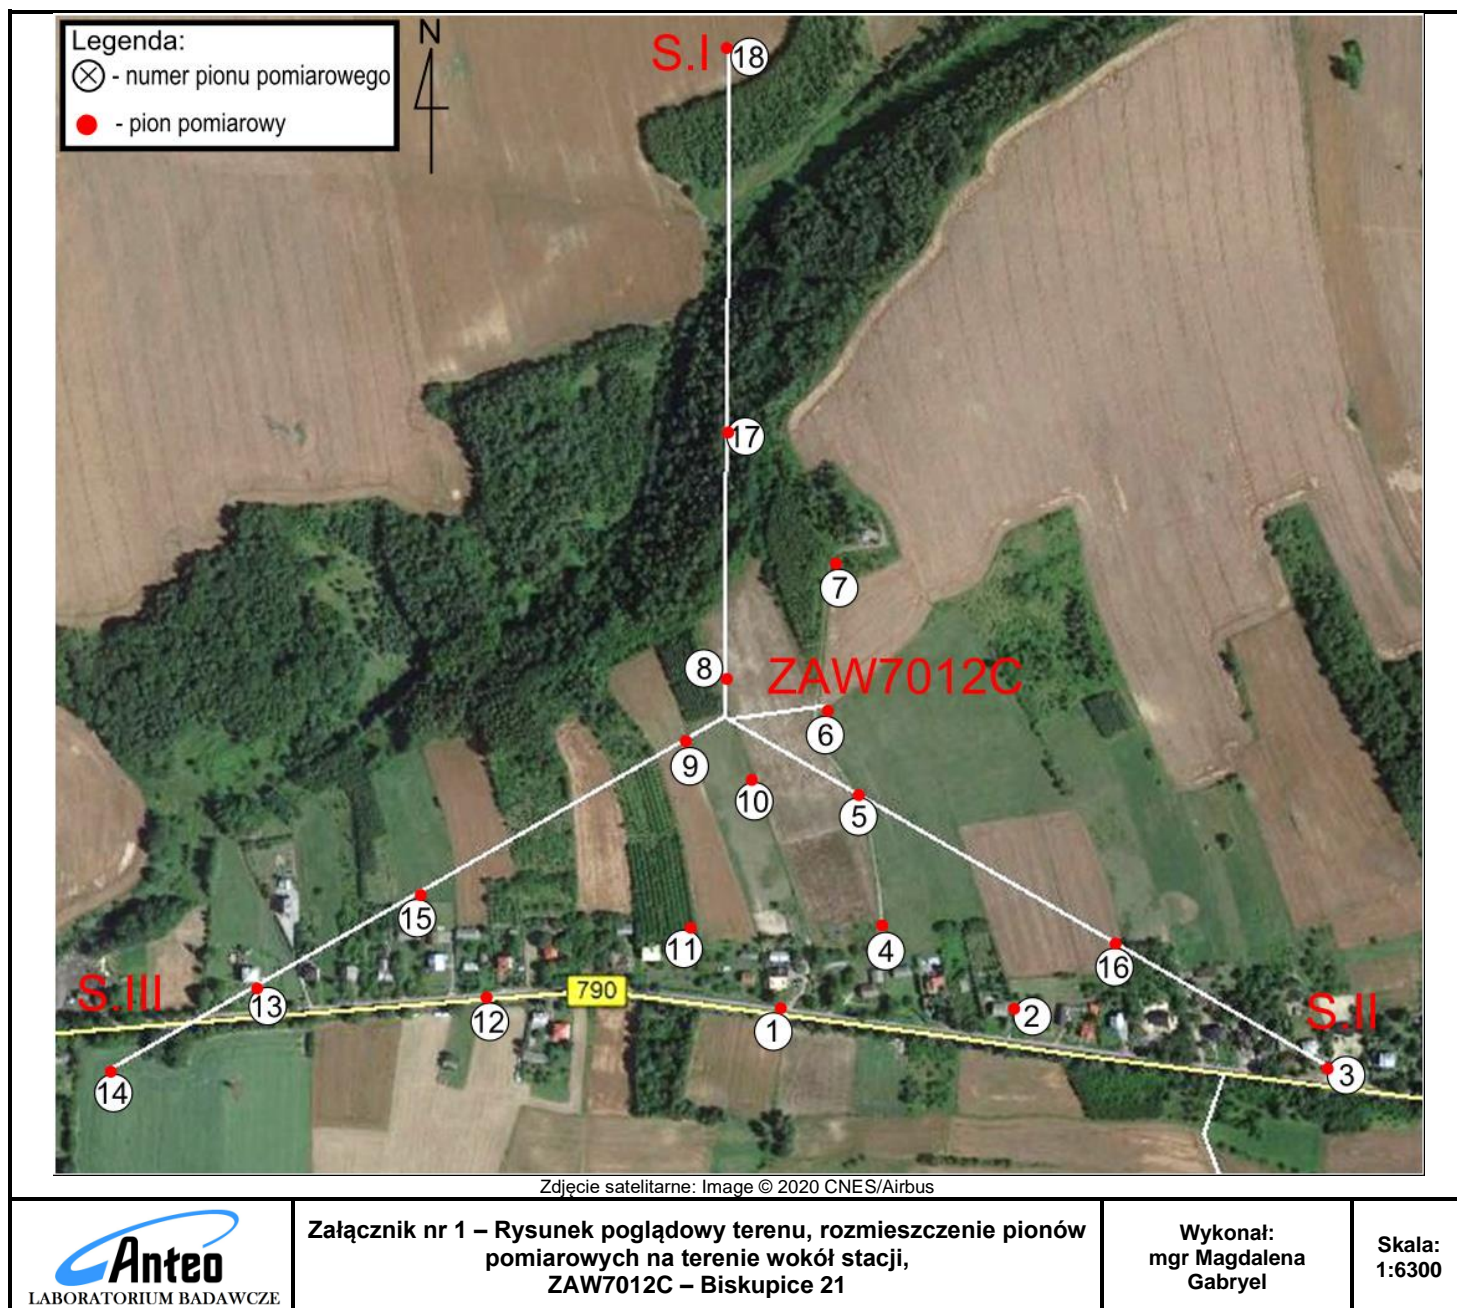 Legenda:
- numer pionu pomiarowego
- pion pomiarowy
N
S.I
18
17
7
8
ZAW7012C
6
9
10
5
15
11
4
16
S.III
13
12
790
1
2
S.II
14
3
Zdjęcie satelitarne: Image © 2020 CNES/Airbus
Anteo
LABORATORIUM BADAWCZE
Załącznik nr 1 – Rysunek poglądowy terenu, rozmieszczenie pionów
pomiarowych na terenie wokół stacji,
ZAW7012C – Biskupice 21
Wykonał:
mgr Magdalena
Gabryel
Skala:
1:6300